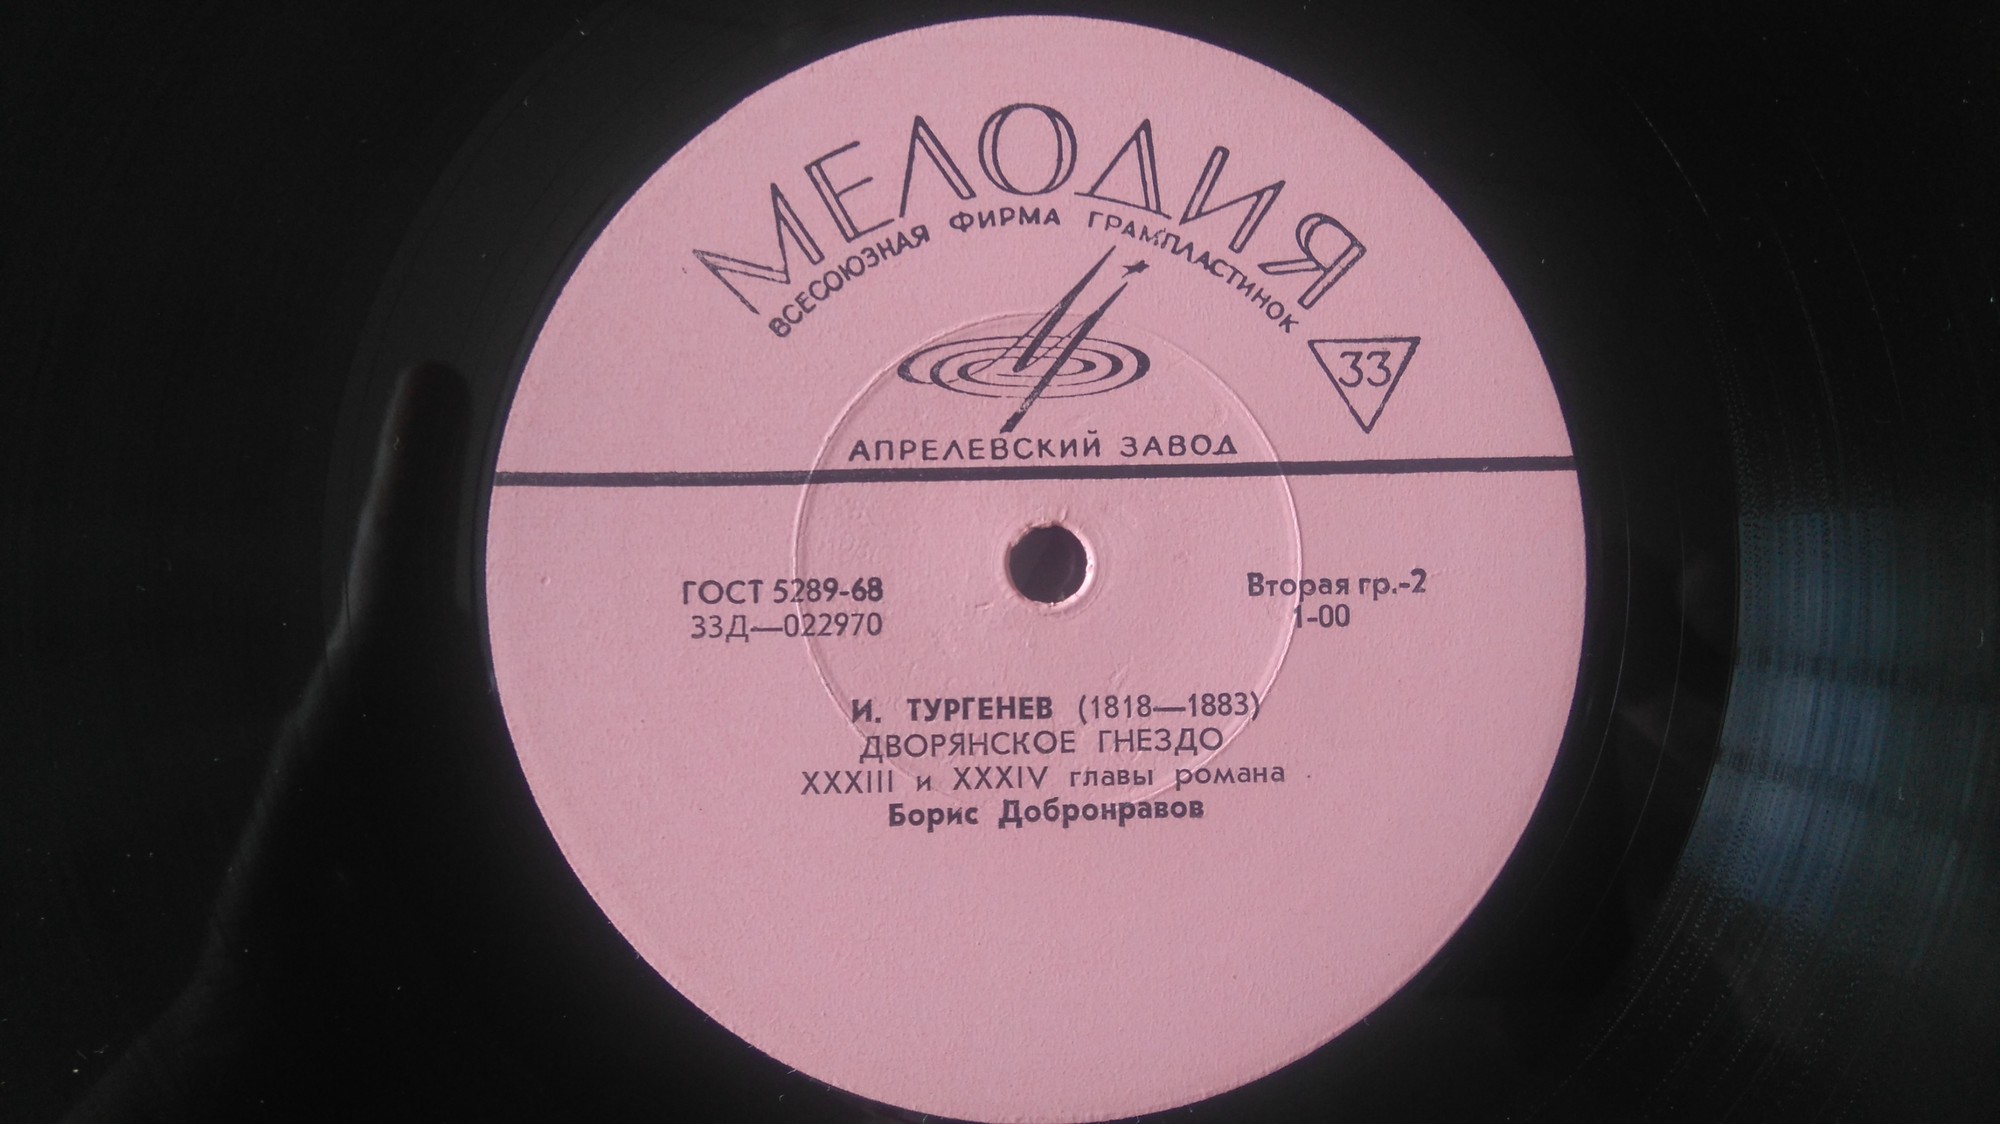 МЕЛОДИЯ
ВСЕСОЮЗНАЯ ФИРМА ГРАМПЛАСТИНОК
33
АПРЕЛЕВСКИЙ ЗАВОД
ГОСТ 5289-68
33Д—022970
Вторая гр.-2
1-00
И. ТУРГЕНЕВ (1818—1883)
ДВОРЯНСКОЕ ГНЕЗДО
XXXIII и XXXIV главы романа
Борис Добронравов